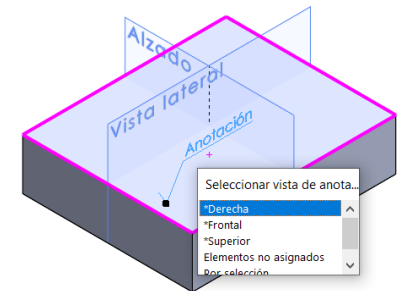 Alzado
Vista lateral
Anotación
Seleccionar vista de anota...
*Derecha
*Frontal
*Superior
Elementos no asignados
Por selección